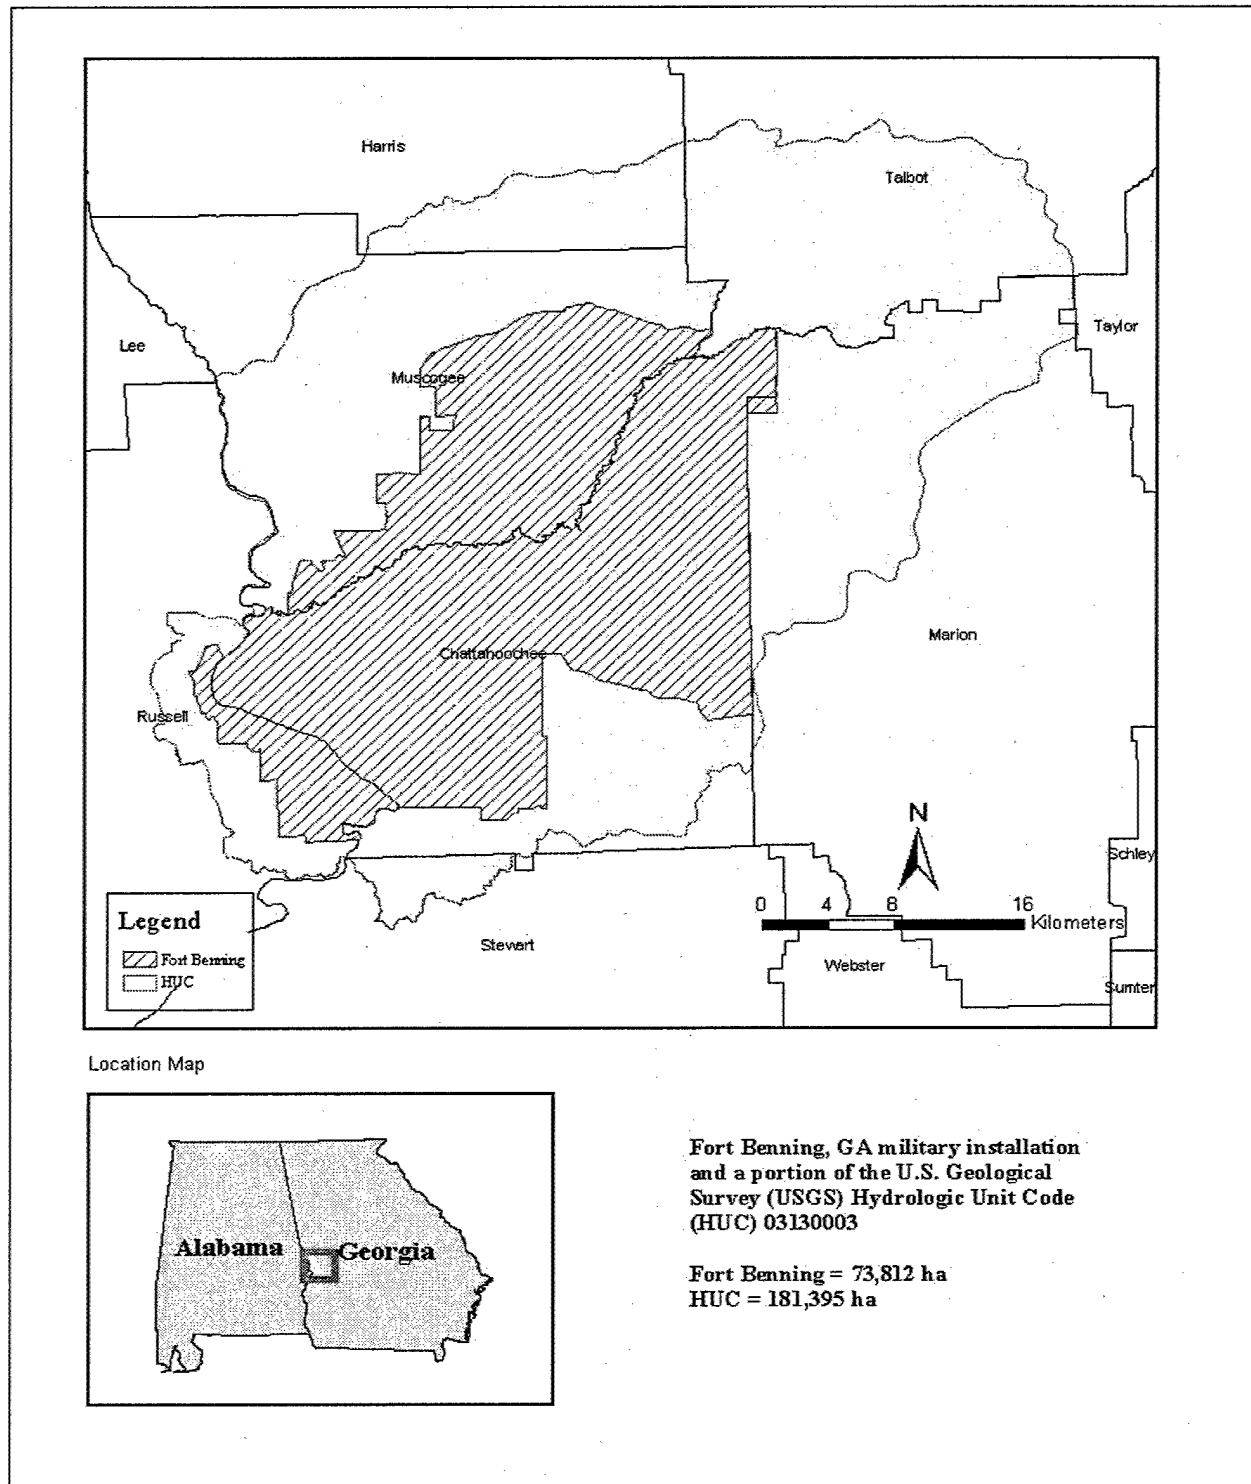 Harris
Talbot
Lee
Taylor
Muscogee
Chattahoochee
Marion
Russell
N
Schley
0 4 8 16
Kilometers
Legend
Fort Benning
HUC
Stewart
Webster
Sumter
Location Map
Alabama
Georgia
Fort Benning, GA military installation
and a portion of the U.S. Geological
Survey (USGS) Hydrologic Unit Code
(HUC) 03130003
Fort Benning = 73,812 ha
HUC = 181,395 ha